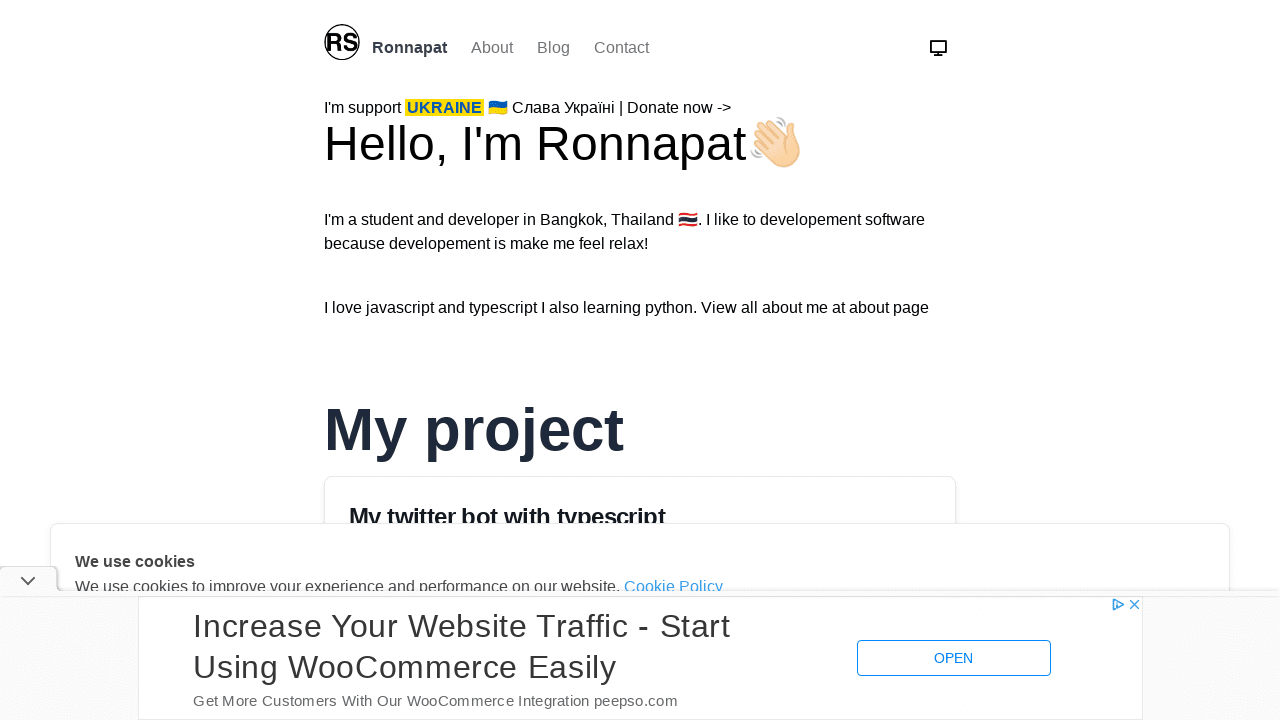 RS
Ronnapat About Blog Contact
I'm support UKRAINE 🇺🇦 Слава Україні | Donate now ->
Hello, I'm Ronnapat👋🏻
I'm a student and developer in Bangkok, Thailand 🇹🇭. I like to developement software
because developement is make me feel relax!
I love javascript and typescript I also learning python. View all about me at about page
My project
My twitter bot with typescript
We use cookies
We use cookies to improve your experience and performance on our website. Cookie Policy
Increase Your Website Traffic - Start
Using WooCommerce Easily
Get More Customers With Our WooCommerce Integration peepso.com
OPEN